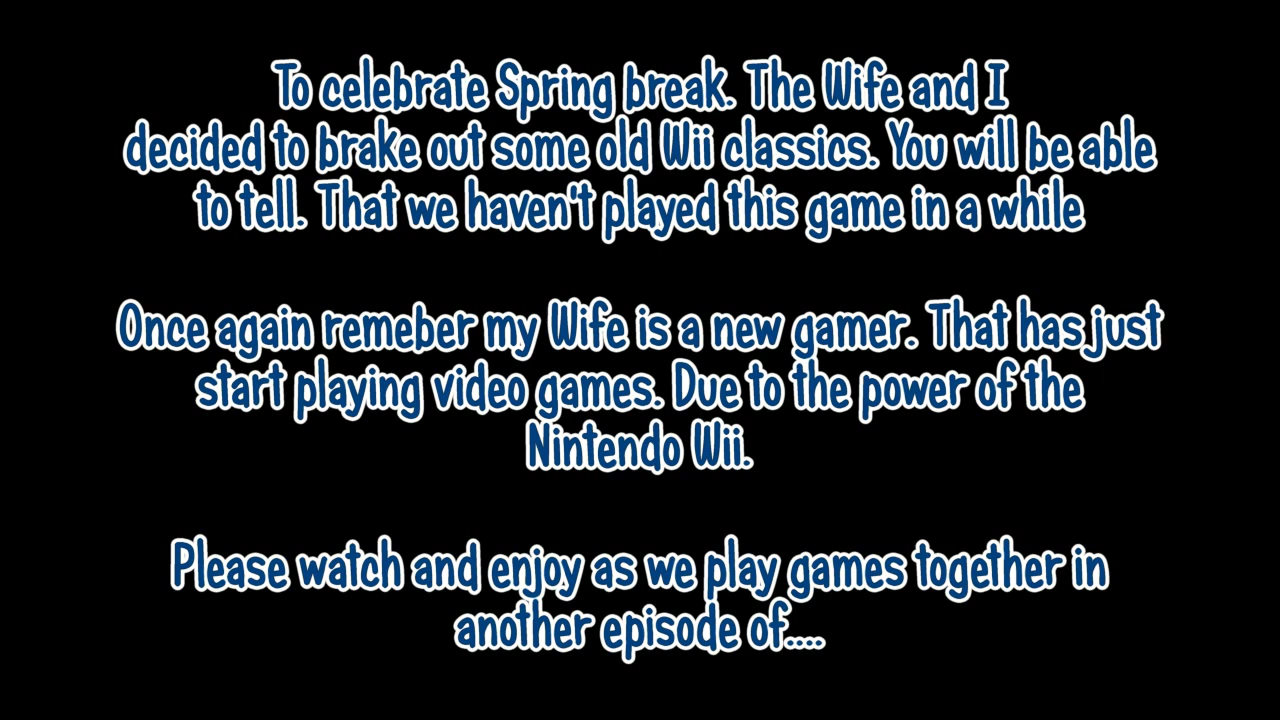 To celebrate Spring break. The Wife and I
decided to brake out some old Wii classics. You will be able
to tell. That we haven't played this game in a while
Once again remeber my Wife is a new gamer. That has just
start playing video games. Due to the power of the
Nintendo Wii.
Please watch and enjoy as we play games together in
another episode of....